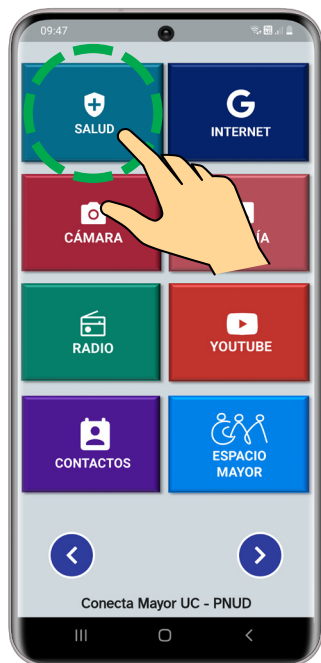 09:47
SALUD
G
INTERNET
CÁMARA
RADIO
YOUTUBE
CONTACTOS
ESPACIO
MAYOR
Conecta Mayor UC - PNUD